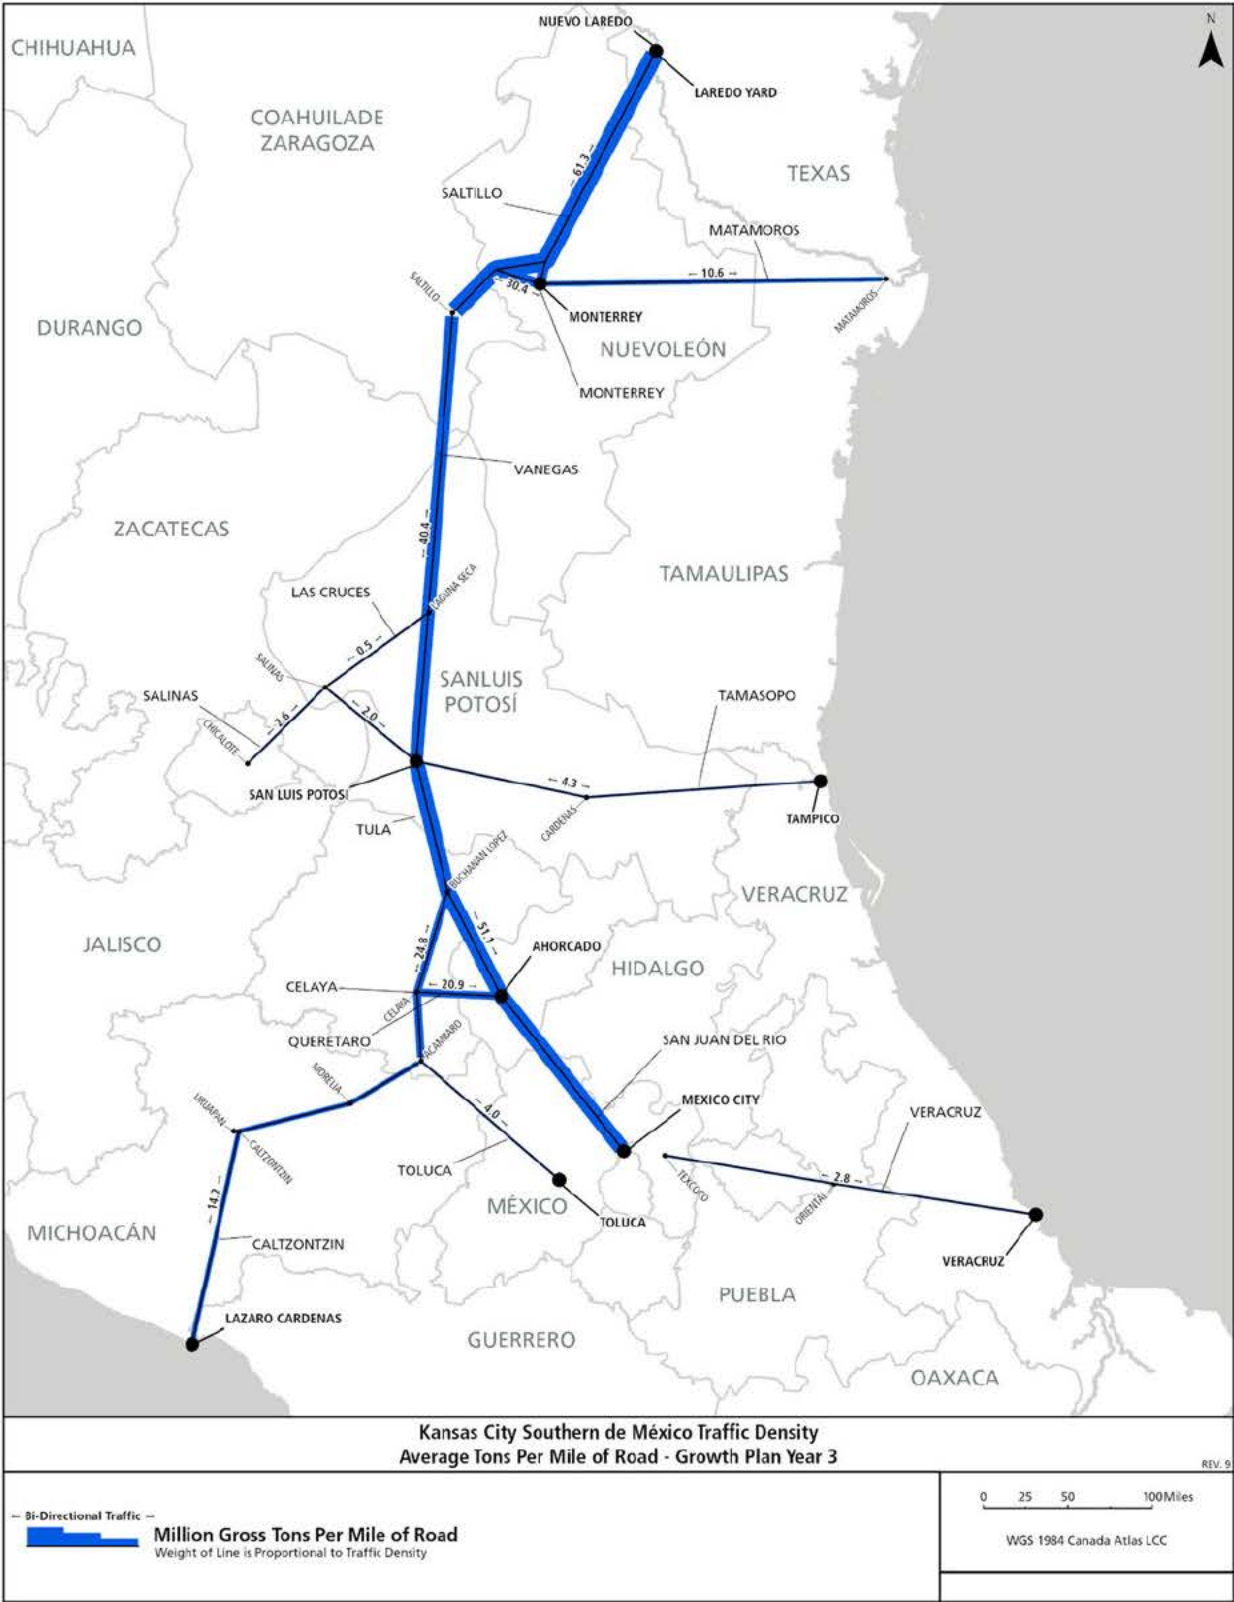 NUEVO LAREDO
N
CHIHUAHUA
LAREDO YARD
COAHUILADE
ZARAGOZA
TEXAS
← 61.3 →
SALTILLO
MATAMOROS
← 10.6 →
SALTILLO
← 30.4 →
MATAMOROS
MONTERREY
DURANGO
NUEVOLEÓN
MONTERREY
VANEGAS
ZACATECAS
← 40.4 →
TAMAULIPAS
LAS CRUCES
LAGUNA SECA
← 0.5 →
SALINAS
SANLUIS
POTOSÍ
SALINAS
TAMASOPO
← 2.6 →
← 2.0 →
CHICALOTE
← 4.3 →
SAN LUIS POTOSI
CARDENAS
TAMPICO
TULA
BUCHANAN LOPEZ
VERACRUZ
JALISCO
← 24.8 →
← 51.1 →
AHORCADO
HIDALGO
CELAYA
← 20.9 →
CELAYA
QUERETARO
ACAMBARO
SAN JUAN DEL RIO
MORELIA
URUAPAN
← 4.0 →
MEXICO CITY
VERACRUZ
CALTZONTZIN
TOLUCA
TEXCOCO
← 2.8 →
ORIENTAL
← 14.2 →
MÉXICO
TOLUCA
MICHOACÁN
CALTZONTZIN
VERACRUZ
PUEBLA
LAZARO CARDENAS
GUERRERO
OAXACA
Kansas City Southern de México Traffic Density
Average Tons Per Mile of Road - Growth Plan Year 3
REV. 9
← Bi-Directional Traffic →
Million Gross Tons Per Mile of Road
Weight of Line is Proportional to Traffic Density
0 25 50 100Miles
WGS 1984 Canada Atlas LCC